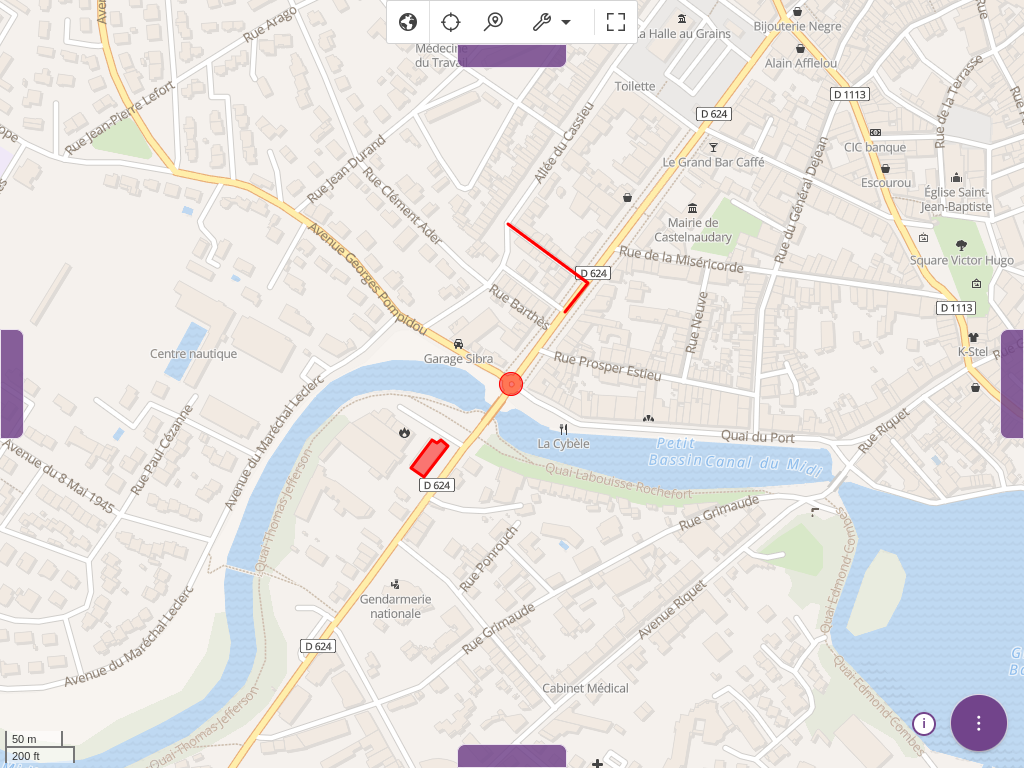 Rue Arago
Médecine
du Travail
La Halle au Grains
Bijouterie Negre
Alain Afflelou
Toilette
D 1113
D 624
Rue Jean-Pierre Lefort
Allée du Cassieu
Rue de la Terrasse
CIC banque
Le Grand Bar Caffé
Escourou
Rue Jean Durand
Rue Clément Ader
Rue du Général Dejean
Église Saint-
Jean-Baptiste
Mairie de
Castelnaudary
Avenue Georges Pompidou
Rue de la Miséricorde
Square Victor Hugo
D 624
Rue Barthès
Rue Neuve
D 1113
Centre nautique
Garage Sibra
Rue Prosper Estieu
K-Stel
Avenue du Maréchal Leclerc
Rue Paul Cézanne
La Cybèle
Quai du Port
Rue Riquet
Petit
Bassin
Canal du Midi
Avenue du 8 Mai 1945
Quai Thomas Jefferson
Quai Labouisse Rochefort
D 624
Rue Grimaude
Rue Ponrouch
Quai Edmond Combes
Gendarmerie
nationale
Avenue du Maréchal Leclerc
Rue Grimaude
Avenue Riquet
D 624
Quai Thomas Jefferson
Cabinet Médical
Quai Edmond Combes
50 m
200 ft